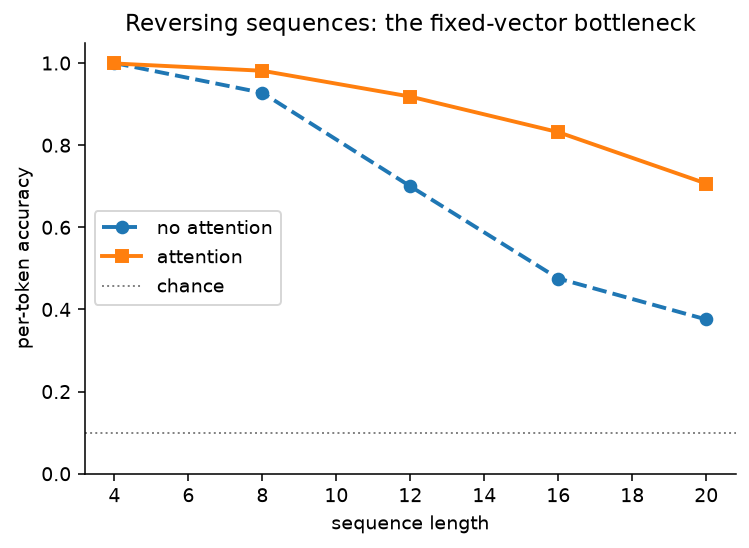 Reversing sequences: the fixed-vector bottleneck
per-token accuracy
1.0
0.8
0.6
0.4
0.2
0.0
no attention
attention
chance
4 6 8 10 12 14 16 18 20
sequence length